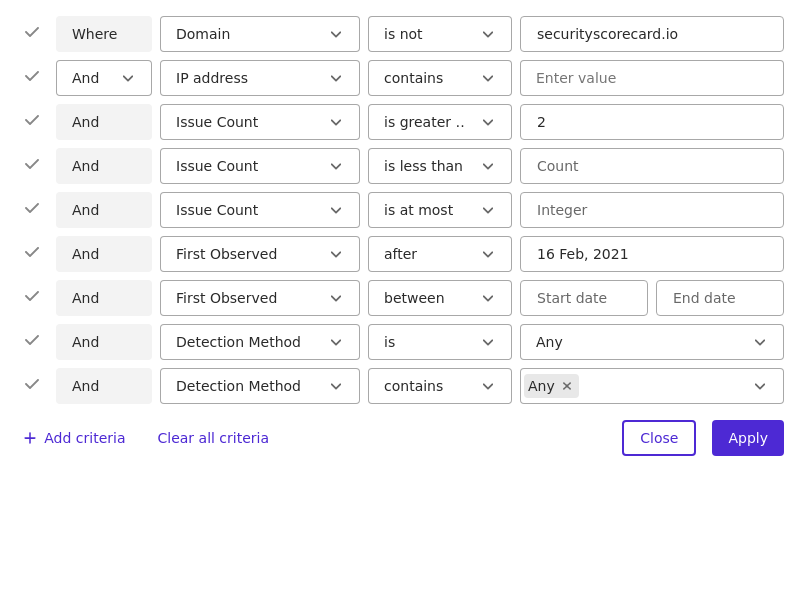 Where Domain is not securityscorecard.io
And IP address contains Enter value
And Issue Count is greater .. 2
And Issue Count is less than Count
And Issue Count is at most Integer
And First Observed after 16 Feb, 2021
And First Observed between Start date End date
And Detection Method is Any
And Detection Method contains Any
Add criteria Clear all criteria Close Apply